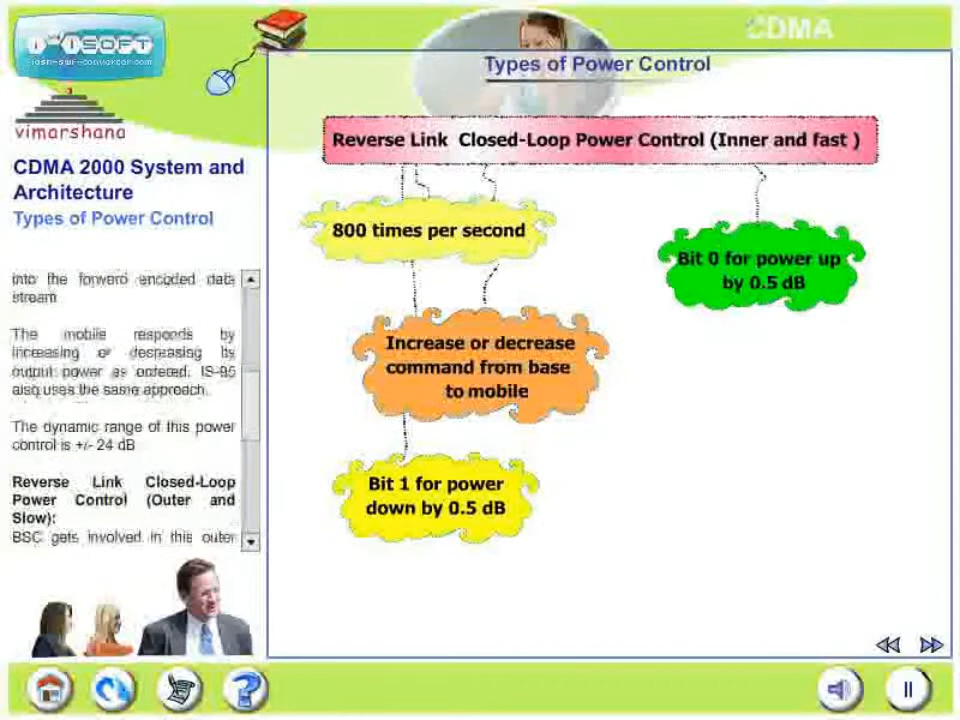 CDMA
Types of Power Control
vimarshana
CDMA 2000 System and
Architecture
Types of Power Control
into the forward encoded data
stream
The mobile responds by
increasing or decreasing its
output power as ordered. IS-95
also uses the same approach.
The dynamic range of this power
control is +/- 24 dB
Reverse Link Closed-Loop
Power Control (Outer and
Slow):
BSC gets involved in this outer
Reverse Link Closed-Loop Power Control (Inner and fast )
800 times per second
Bit 0 for power up
by 0.5 dB
Increase or decrease
command from base
to mobile
Bit 1 for power
down by 0.5 dB